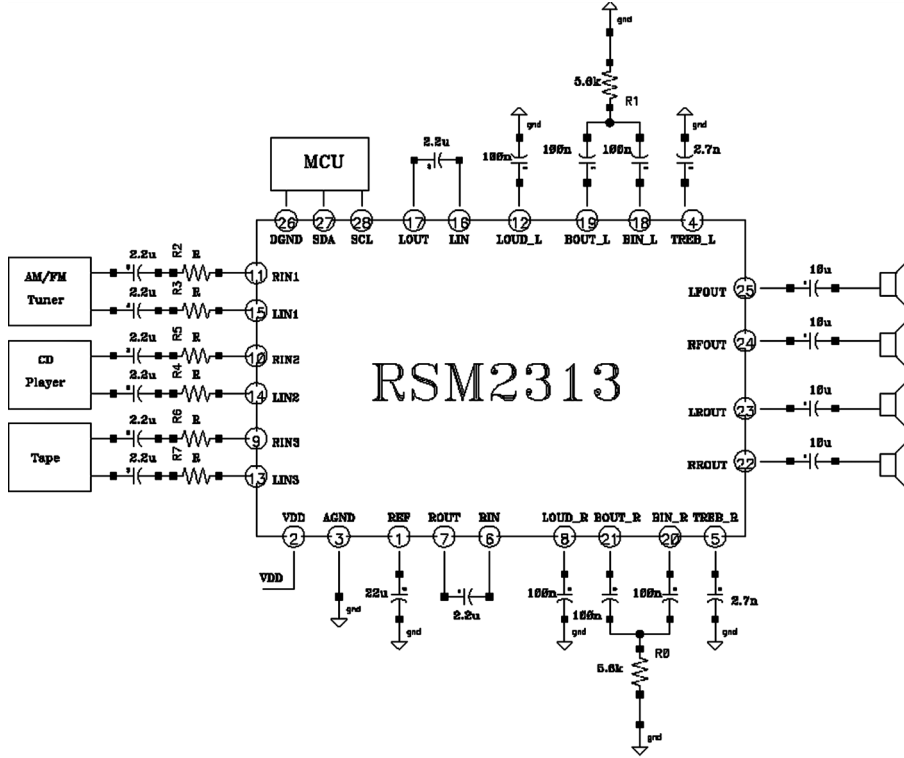 gnd
5.6k
R1
gnd
gnd
MCU
2.2u
100n
100n
100n
2.7n
26 27 28 17 16 12 19 18 4
DGND SDA SCL LOUT LIN LOUD_L BOUT_L BIN_L TREB_L
AM/FM
Tuner
2.2u R2 R
11 RIN1
2.2u R3 R
15 LIN1
LFOUT 25 10u
CD
Player
2.2u R5 R
10 RIN2
2.2u R4 R
14 LIN2
RFOUT 24 10u
RSM2313
LROUT 23 10u
Tape
2.2u R6 R
9 RIN3
2.2u R7 R
13 LIN3
RROUT 22 10u
VDD AGND REF ROUT RIN LOUD_R BOUT_R BIN_R TREB_R
2 3 1 7 6 8 21 20 5
VDD
gnd
22u
gnd
2.2u
100n
gnd
100n
100n
2.7n
gnd
5.6k
R0
gnd